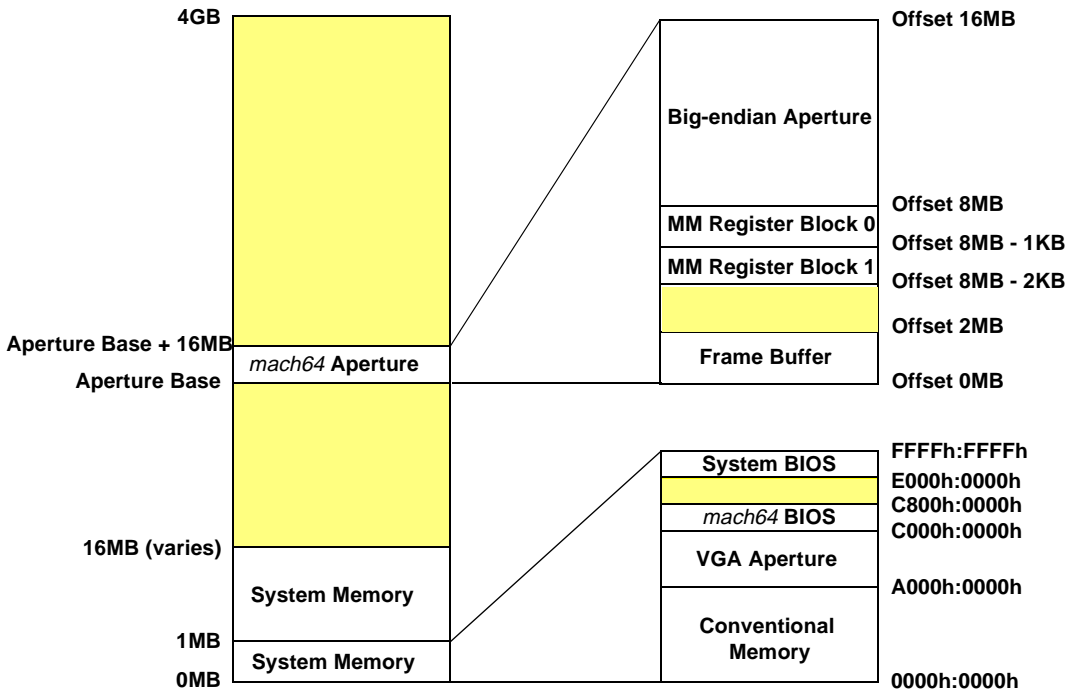 4GB
Aperture Base + 16MB
mach64 Aperture
Aperture Base
16MB (varies)
System Memory
1MB
System Memory
0MB
Offset 16MB
Big-endian Aperture
Offset 8MB
MM Register Block 0
Offset 8MB - 1KB
MM Register Block 1
Offset 8MB - 2KB
Offset 2MB
Frame Buffer
Offset 0MB
FFFFh:FFFFh
System BIOS
E000h:0000h
C800h:0000h
mach64 BIOS
C000h:0000h
VGA Aperture
A000h:0000h
Conventional
Memory
0000h:0000h